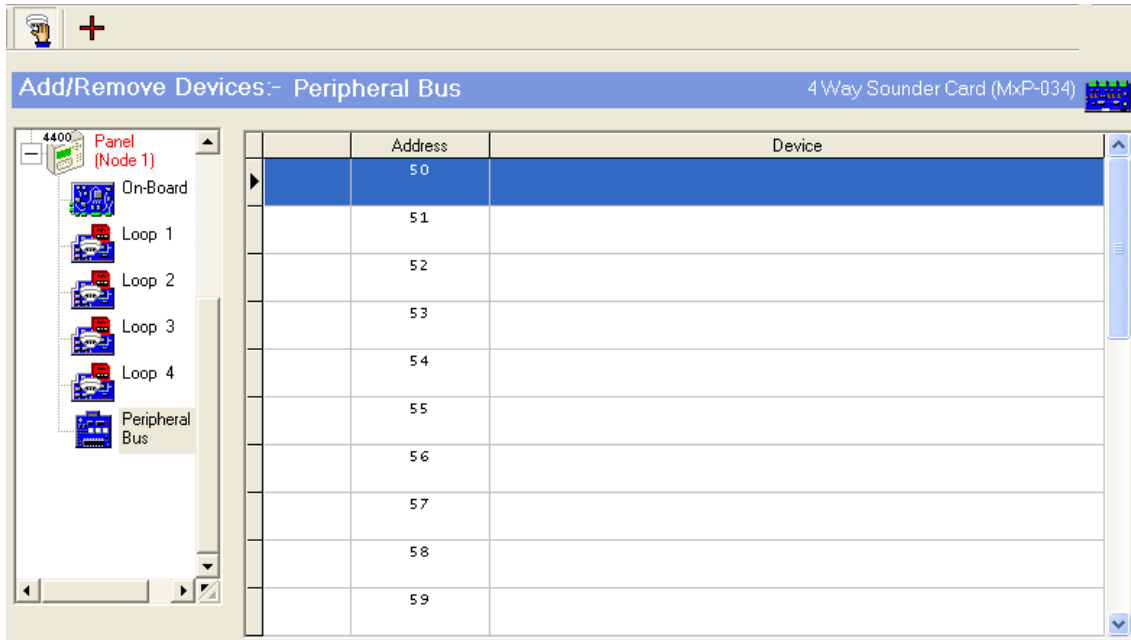 Add/Remove Devices:- Peripheral Bus
4 Way Sounder Card (MxP-034)
4400
Panel
(Node 1)
On-Board
Loop 1
Loop 2
Loop 3
Loop 4
Peripheral
Bus
Address Device
50
51
52
53
54
55
56
57
58
59